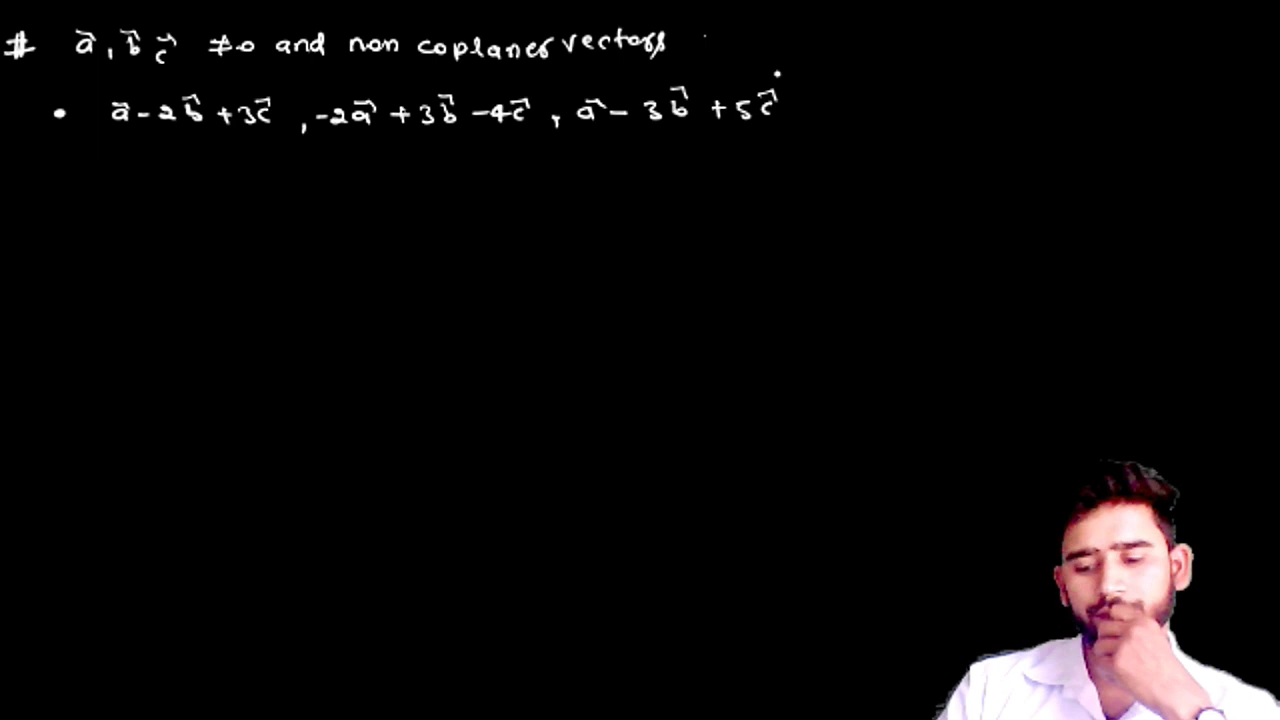 # a⃗, b⃗ c⃗ ≠0 and non coplaner vectors
• a⃗ - 2b⃗ + 3c⃗ , -2a⃗ + 3b⃗ - 4c⃗ , a⃗ - 3b⃗ + 5c⃗